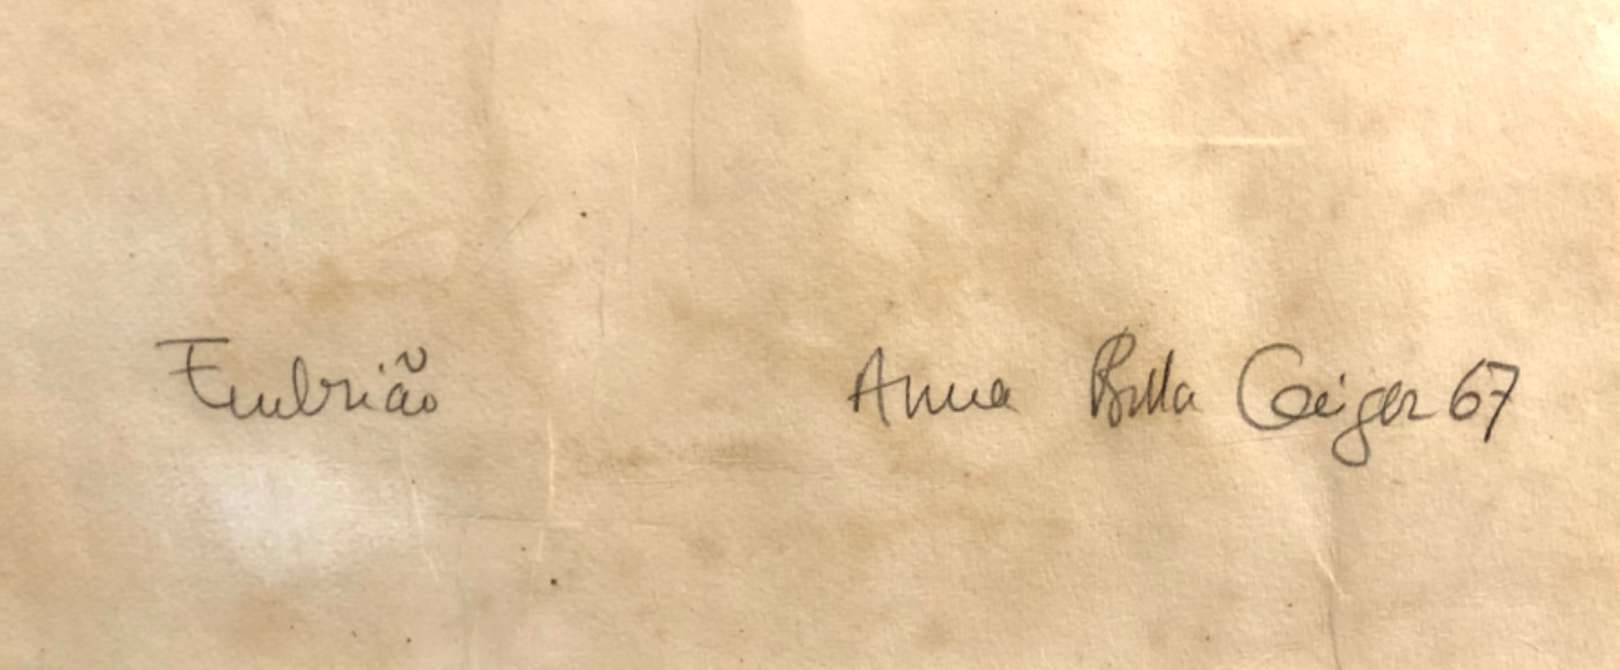 Embrião Anna Bella Geiger 67